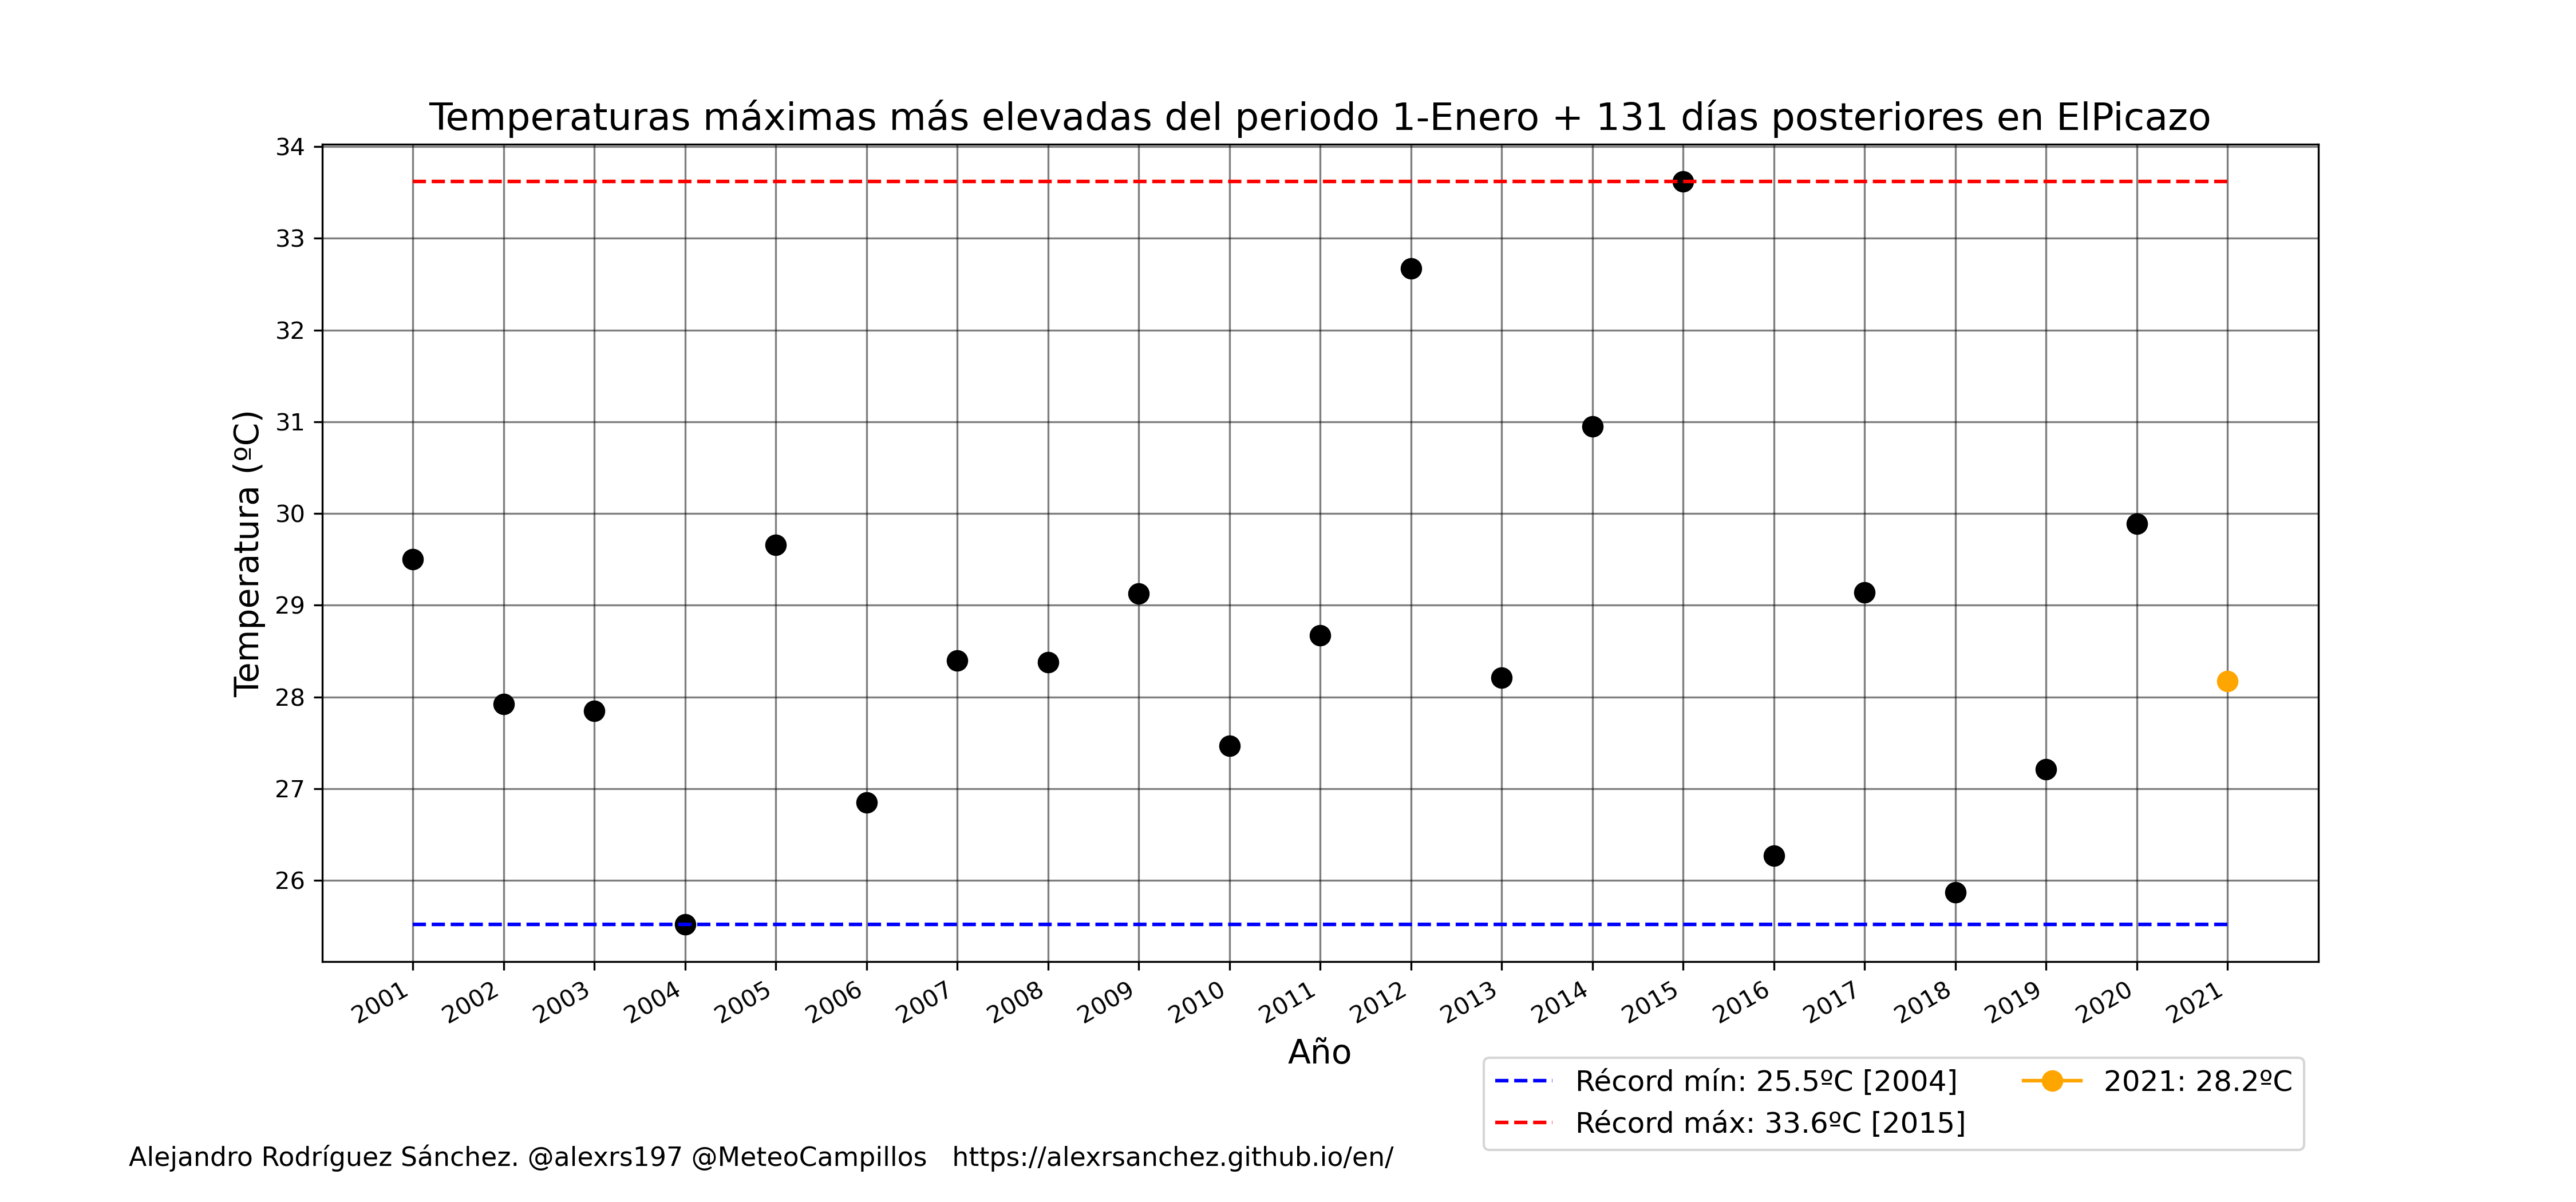 Temperaturas máximas más elevadas del periodo 1-Enero + 131 días posteriores en ElPicazo
Temperatura (ºC)
34
33
32
31
30
29
28
27
26
2001 2002 2003 2004 2005 2006 2007 2008 2009 2010 2011 2012 2013 2014 2015 2016 2017 2018 2019 2020 2021
Año
Récord mín: 25.5ºC [2004]
Récord máx: 33.6ºC [2015]
2021: 28.2ºC
Alejandro Rodríguez Sánchez. @alexrs197 @MeteoCampillos https://alexrsanchez.github.io/en/